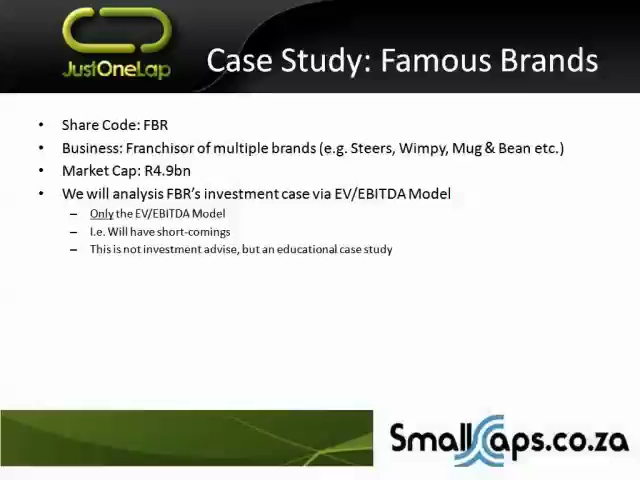 JustOneLap
Case Study: Famous Brands
• Share Code: FBR
• Business: Franchisor of multiple brands (e.g. Steers, Wimpy, Mug & Bean etc.)
• Market Cap: R4.9bn
• We will analysis FBR's investment case via EV/EBITDA Model
– Only the EV/EBITDA Model
– I.e. Will have short-comings
– This is not investment advise, but an educational case study
SmallCaps.co.za